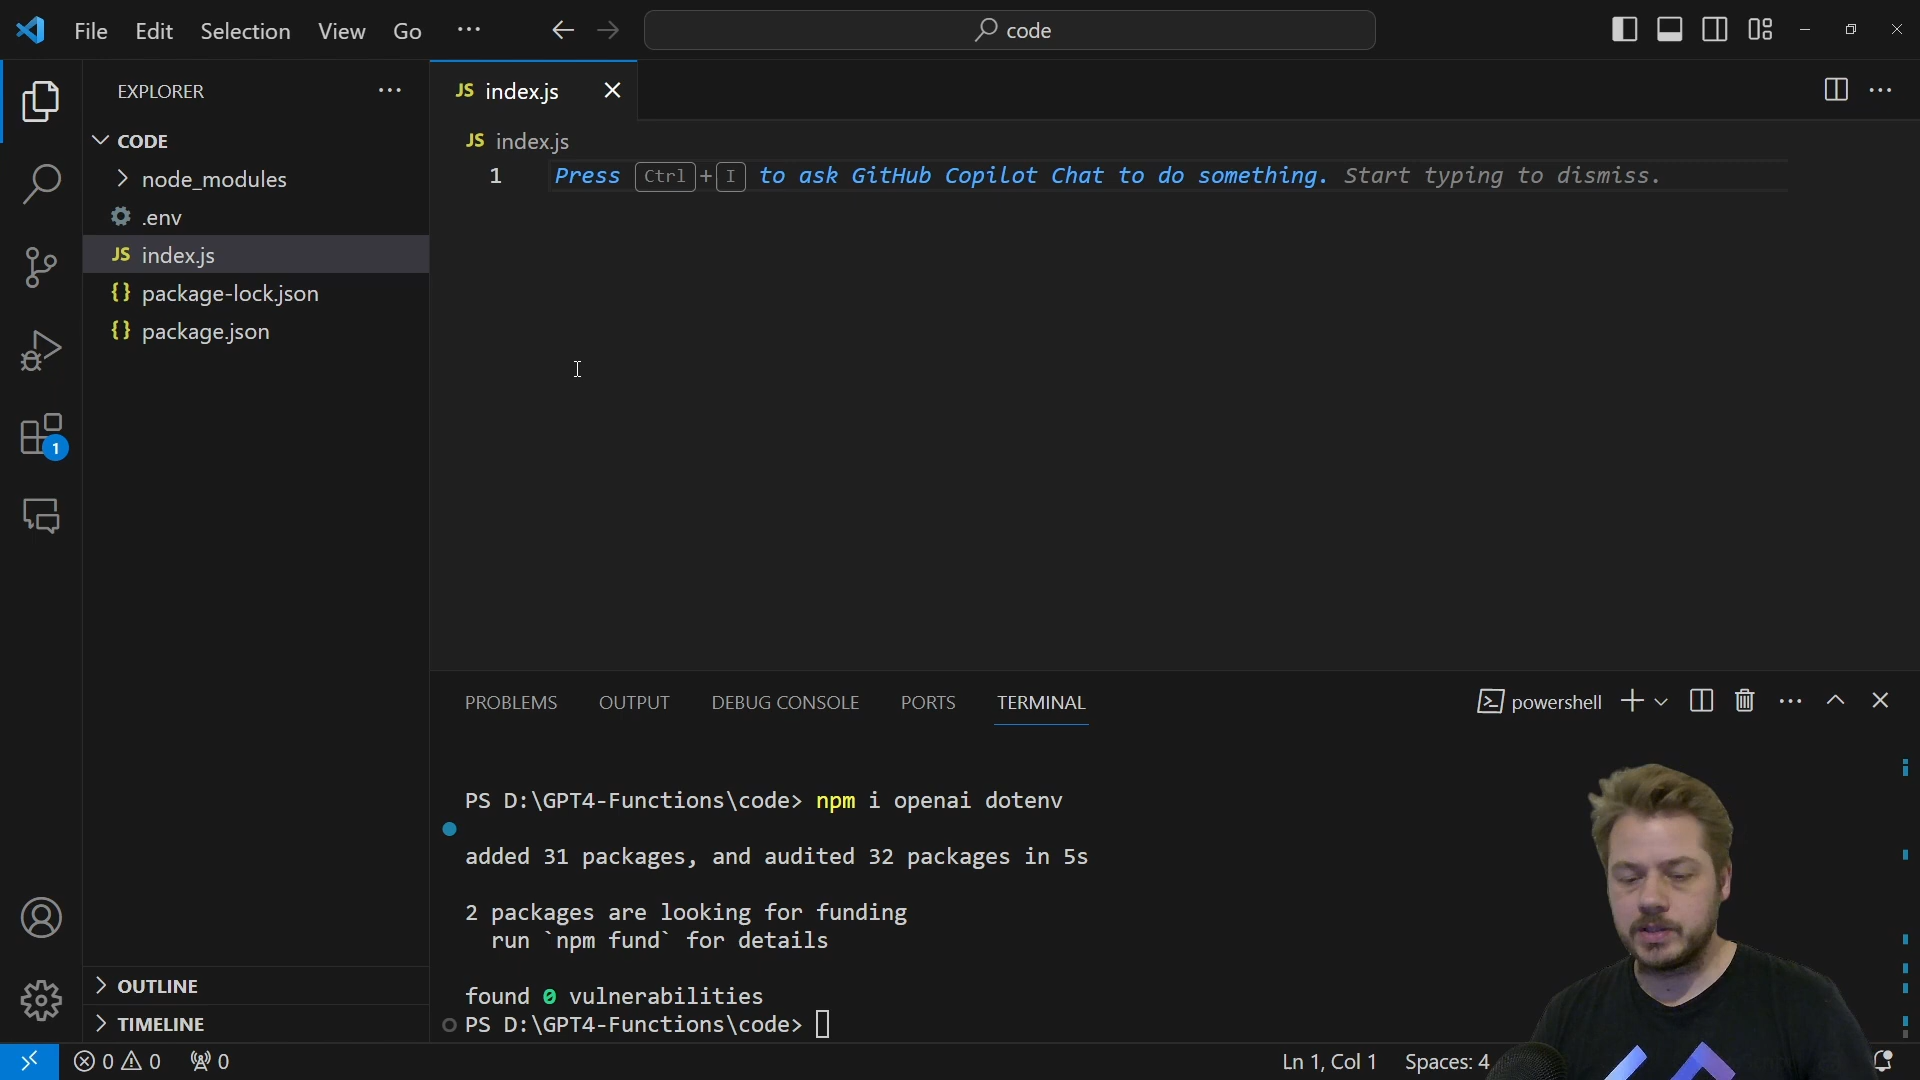 File Edit Selection View Go ...
code
EXPLORER ...
CODE
node_modules
.env
JS index.js
{} package-lock.json
{} package.json
1
OUTLINE
TIMELINE
JS index.js
JS index.js
1 Press Ctrl+I to ask GitHub Copilot Chat to do something. Start typing to dismiss.
PROBLEMS OUTPUT DEBUG CONSOLE PORTS TERMINAL
powershell
PS D:\GPT4-Functions\code> npm i openai dotenv
added 31 packages, and audited 32 packages in 5s
2 packages are looking for funding
run `npm fund` for details
found 0 vulnerabilities
PS D:\GPT4-Functions\code>
0 0 0
Ln 1, Col 1 Spaces: 4